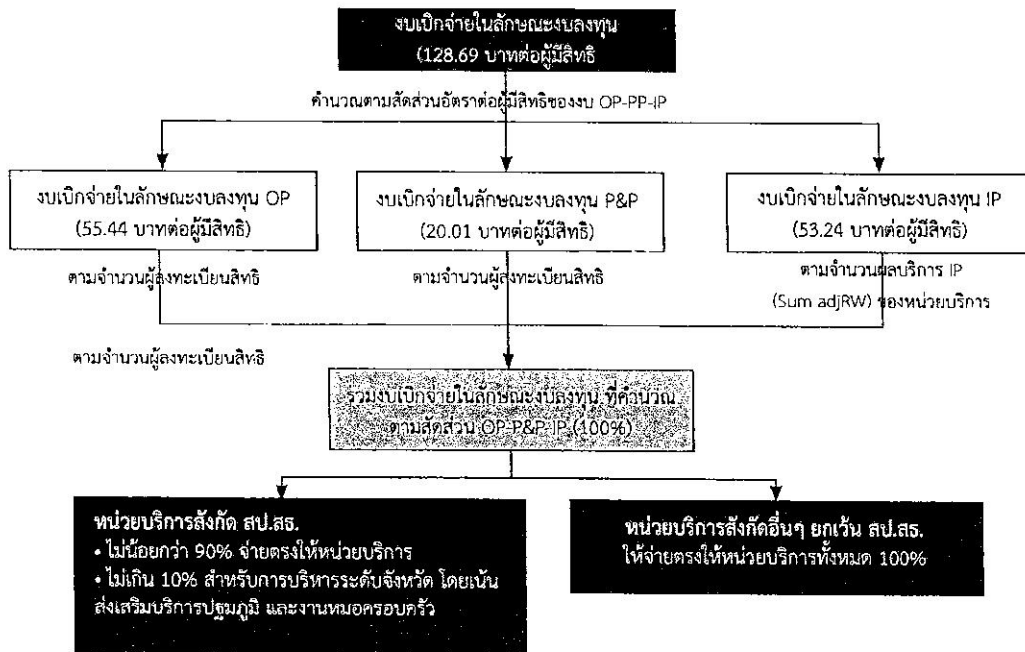 งบเบิกจ่ายในลักษณะงบลงทุน
(128.69 บาทต่อผู้มีสิทธิ
คำนวณตามสัดส่วนอัตราต่อผู้มีสิทธิของงบ OP-PP-IP
งบเบิกจ่ายในลักษณะงบลงทุน OP
(55.44 บาทต่อผู้มีสิทธิ)
งบเบิกจ่ายในลักษณะงบลงทุน P&P
(20.01 บาทต่อผู้มีสิทธิ)
งบเบิกจ่ายในลักษณะงบลงทุน IP
(53.24 บาทต่อผู้มีสิทธิ)
ตามจำนวนผู้ลงทะเบียนสิทธิ
ตามจำนวนผู้ลงทะเบียนสิทธิ
ตามจำนวนผลบริการ IP
(Sum adjRW) ของหน่วยบริการ
ตามจำนวนผู้ลงทะเบียนสิทธิ
รวมงบเบิกจ่ายในลักษณะงบลงทุน ที่คำนวณ
ตามสัดส่วน OP-P&P-IP (100%)
หน่วยบริการสังกัด สป.สธ.
• ไม่น้อยกว่า 90% จ่ายตรงให้หน่วยบริการ
• ไม่เกิน 10% สำหรับการบริหารระดับจังหวัด โดยเน้น
ส่งเสริมบริการปฐมภูมิ และงานหมอครอบครัว
หน่วยบริการสังกัดอื่นๆ ยกเว้น สป.สธ.
ให้จ่ายตรงให้หน่วยบริการทั้งหมด 100%